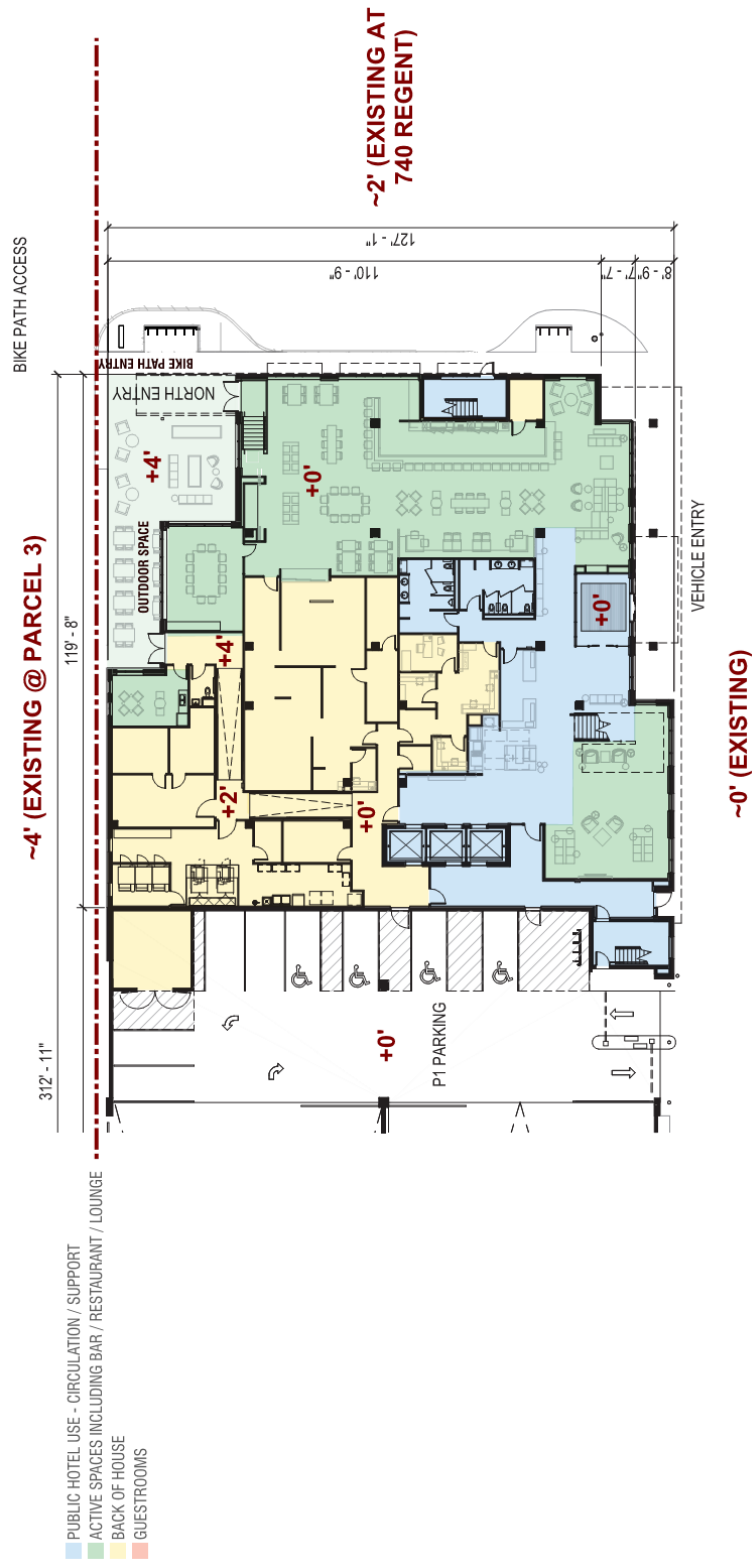 BIKE PATH ACCESS
~4' (EXISTING @ PARCEL 3)
312' - 11"
119' - 8"
~2' (EXISTING AT
740 REGENT)
127' - 1"
110' - 9"
7' - 7"
8' - 9"
BIKE PATH ENTRY
NORTH ENTRY
+4'
OUTDOOR SPACE
+0'
+4'
+2'
+0'
+0'
VEHICLE ENTRY
~0' (EXISTING)
+0'
P1 PARKING
PUBLIC HOTEL USE - CIRCULATION / SUPPORT
ACTIVE SPACES INCLUDING BAR / RESTAURANT / LOUNGE
BACK OF HOUSE
GUESTROOMS